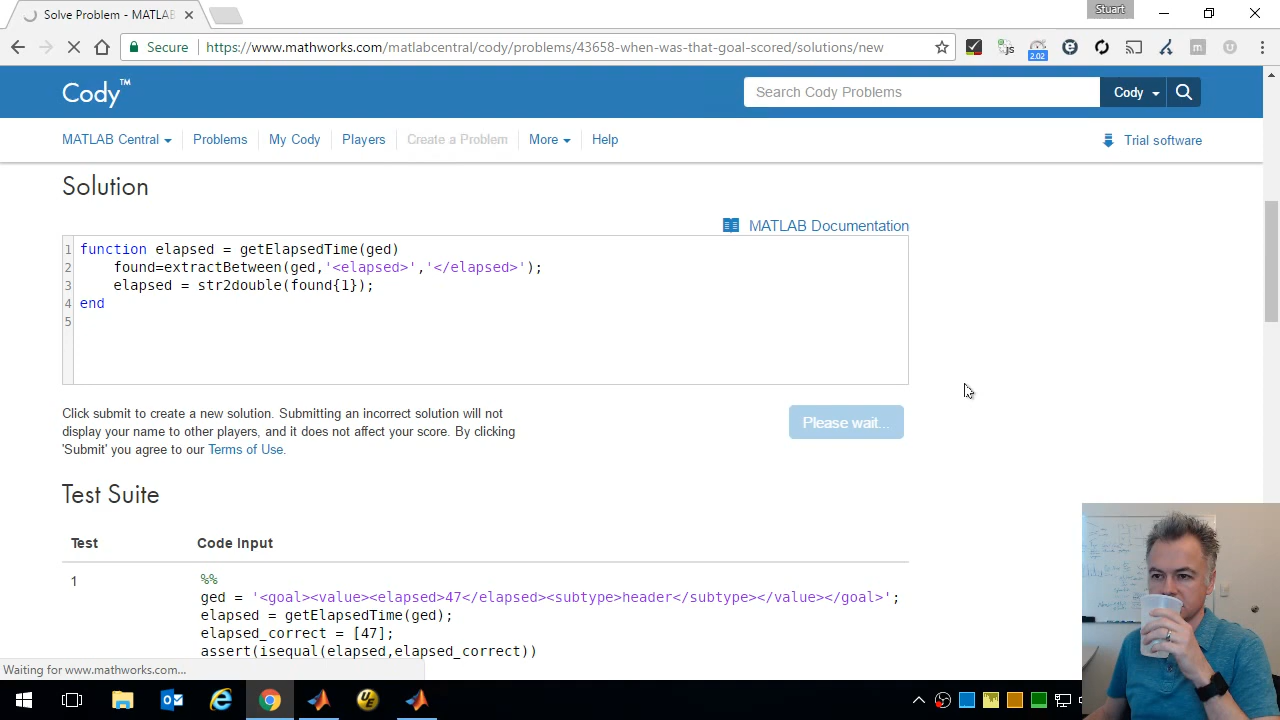 Solve Problem - MATLAB
Stuart
Secure
https://www.mathworks.com/matlabcentral/cody/problems/43658-when-was-that-goal-scored/solutions/new
2.02
Cody™
Search Cody Problems
Cody
MATLAB Central
Problems
My Cody
Players
Create a Problem
More
Help
Trial software
Solution
MATLAB Documentation
1 function elapsed = getElapsedTime(ged)
2 found=extractBetween(ged,'<elapsed>','</elapsed>');
3 elapsed = str2double(found{1});
4 end
5
Click submit to create a new solution. Submitting an incorrect solution will not
display your name to other players, and it does not affect your score. By clicking
'Submit' you agree to our Terms of Use.
Please wait...
Test Suite
Test Code Input
1 %%
ged = '<goal><value><elapsed>47</elapsed><subtype>header</subtype></value></goal>';
elapsed = getElapsedTime(ged);
elapsed_correct = [47];
assert(isequal(elapsed,elapsed_correct))
Waiting for www.mathworks.com...